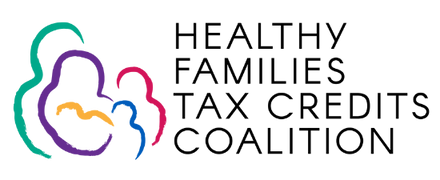 HEALTHY
FAMILIES
TAX CREDITS
COALITION